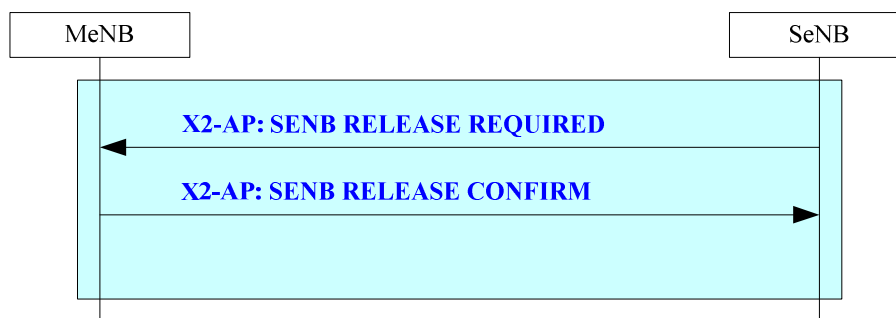 MeNB
SeNB
X2-AP: SENB RELEASE REQUIRED
X2-AP: SENB RELEASE CONFIRM